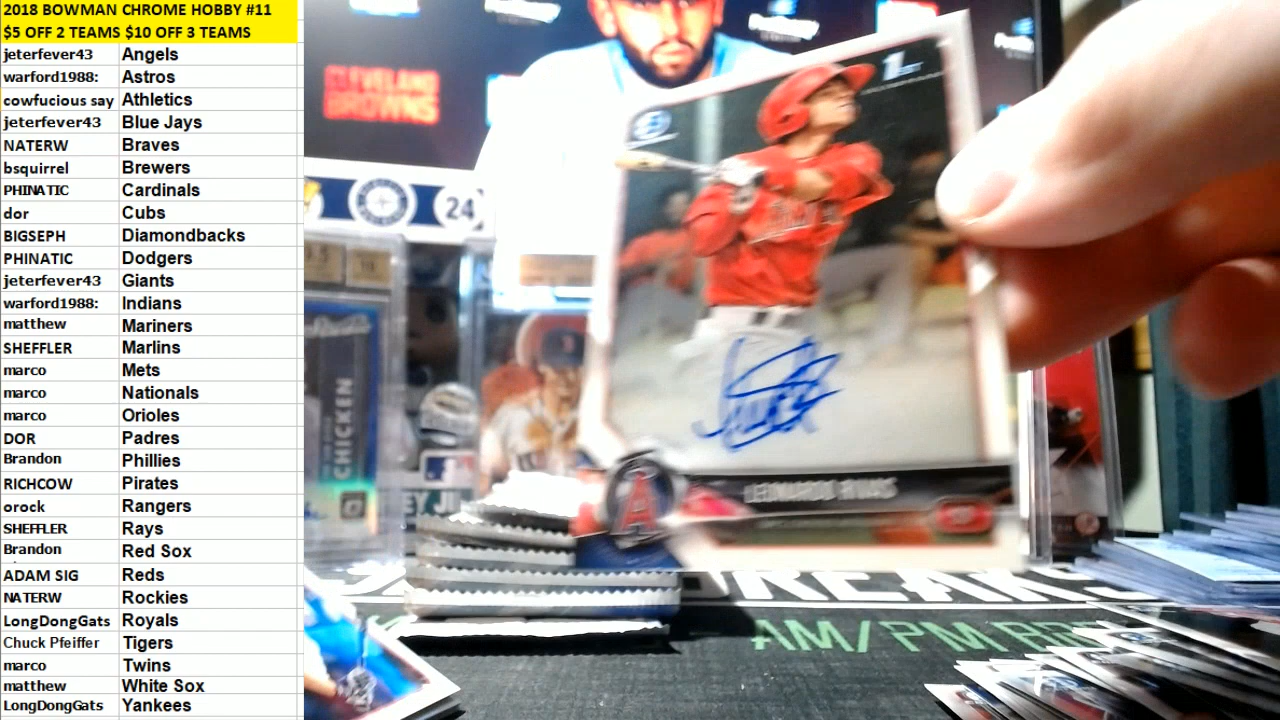 2018 BOWMAN CHROME HOBBY #11
$5 OFF 2 TEAMS $10 OFF 3 TEAMS
jeterfever43 Angels
warford1988: Astros
cowfucious say Athletics
jeterfever43 Blue Jays
NATERW Braves
bsquirrel Brewers
PHINATIC Cardinals
dor Cubs
BIGSEPH Diamondbacks
PHINATIC Dodgers
jeterfever43 Giants
warford1988: Indians
matthew Mariners
SHEFFLER Marlins
marco Mets
marco Nationals
marco Orioles
DOR Padres
Brandon Phillies
RICHCOW Pirates
orock Rangers
SHEFFLER Rays
Brandon Red Sox
ADAM SIG Reds
NATERW Rockies
LongDongGats Royals
Chuck Pfeiffer Tigers
marco Twins
matthew White Sox
LongDongGats Yankees
CLEVELAND
BROWNS
1ST
24
CHICKEN
LEONARDO RIVAS
A
BREAKS
AM/PM BR